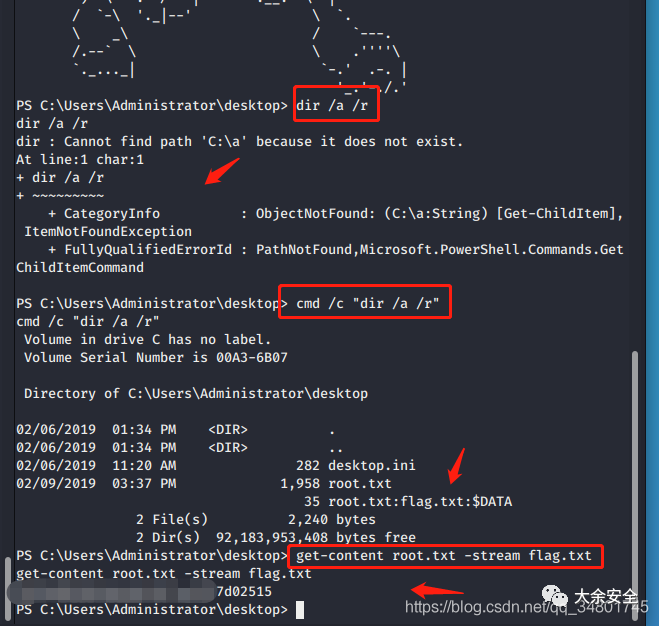 PS C:\Users\Administrator\desktop> dir /a /r
dir /a /r
dir : Cannot find path 'C:\a' because it does not exist.
At line:1 char:1
+ dir /a /r
+ ~~~~~~~~~
    + CategoryInfo          : ObjectNotFound: (C:\a:String) [Get-ChildItem],
 ItemNotFoundException
    + FullyQualifiedErrorId : PathNotFound,Microsoft.PowerShell.Commands.Get
ChildItemCommand
PS C:\Users\Administrator\desktop> cmd /c "dir /a /r"
cmd /c "dir /a /r"
 Volume in drive C has no label.
 Volume Serial Number is 00A3-6B07
 Directory of C:\Users\Administrator\desktop
02/06/2019  01:34 PM    <DIR>          .
02/06/2019  01:34 PM    <DIR>          ..
02/06/2019  11:20 AM               282 desktop.ini
02/09/2019  03:37 PM             1,958 root.txt
                                    35 root.txt:flag.txt:$DATA
               2 File(s)          2,240 bytes
               2 Dir(s)  92,183,953,408 bytes free
PS C:\Users\Administrator\desktop> get-content root.txt -stream flag.txt
get-content root.txt -stream flag.txt
7d02515
PS C:\Users\Administrator\desktop>
大余安全
https://blog.csdn.net/qq_34801745